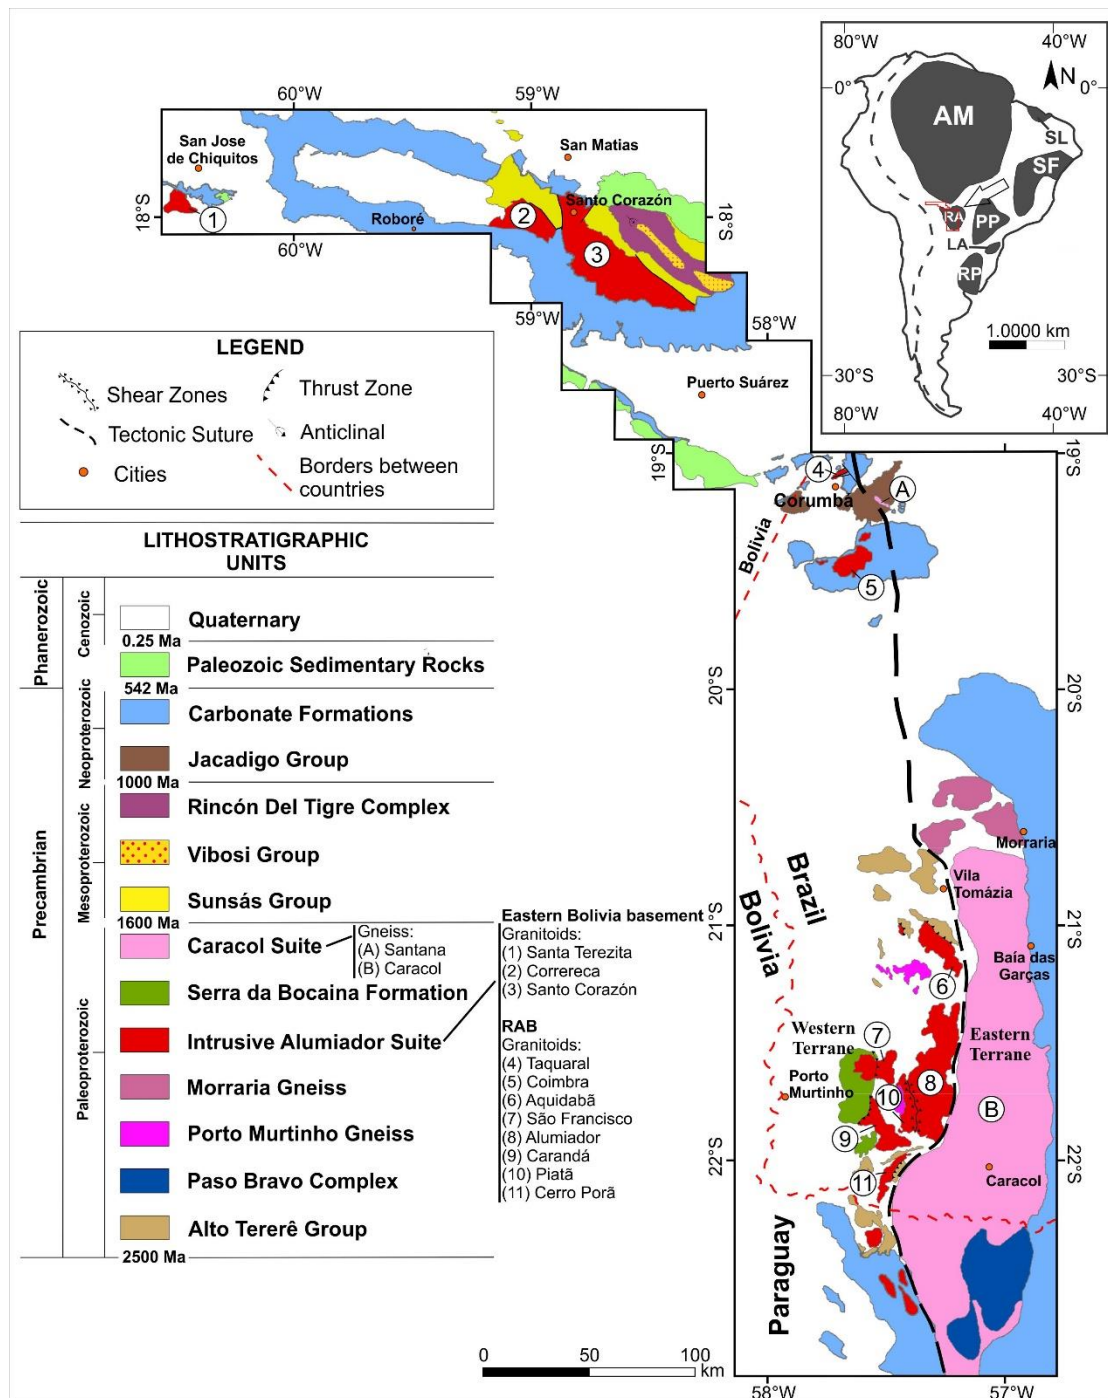 80°W
40°W
N
0°
AM
SL
SF
RA
PP
LA
RP
1.0000 km
30°S
30°S
80°W
40°W
60°W
59°W
San Jose
de Chiquitos
San Matias
18°S
1
Roboré
2
Santo Corazón
3
18°S
60°W
59°W
58°W
Puerto Suárez
19°S
19°S
LEGEND
Shear Zones
Thrust Zone
Tectonic Suture
Anticlinal
Cities
Borders between
countries
4
Corumbá
A
Bolivia
5
LITHOSTRATIGRAPHIC
UNITS
Phanerozoic
Cenozoic
Quaternary
0.25 Ma
Paleozoic Sedimentary Rocks
542 Ma
Precambrian
Neoproterozoic
Carbonate Formations
Jacadigo Group
1000 Ma
Mesoproterozoic
Rincón Del Tigre Complex
Vibosi Group
Sunsás Group
1600 Ma
Paleoproterozoic
Caracol Suite
Gneiss:
(A) Santana
(B) Caracol
Serra da Bocaina Formation
Intrusive Alumiador Suite
Morraria Gneiss
Porto Murtinho Gneiss
Paso Bravo Complex
Alto Tererê Group
2500 Ma
Eastern Bolivia basement
Granitoids:
(1) Santa Terezita
(2) Correreca
(3) Santo Corazón
RAB
Granitoids:
(4) Taquaral
(5) Coimbra
(6) Aquidabã
(7) São Francisco
(8) Alumiador
(9) Carandá
(10) Piatã
(11) Cerro Porã
20°S
20°S
Morraria
Brazil
Bolivia
Vila
Tomázia
21°S
21°S
Baía das
Garças
6
Western
Terrane
7
Eastern
Terrane
Porto
Murtinho
8
10
B
9
22°S
22°S
11
Caracol
Paraguay
0
50
100
km
58°W
57°W